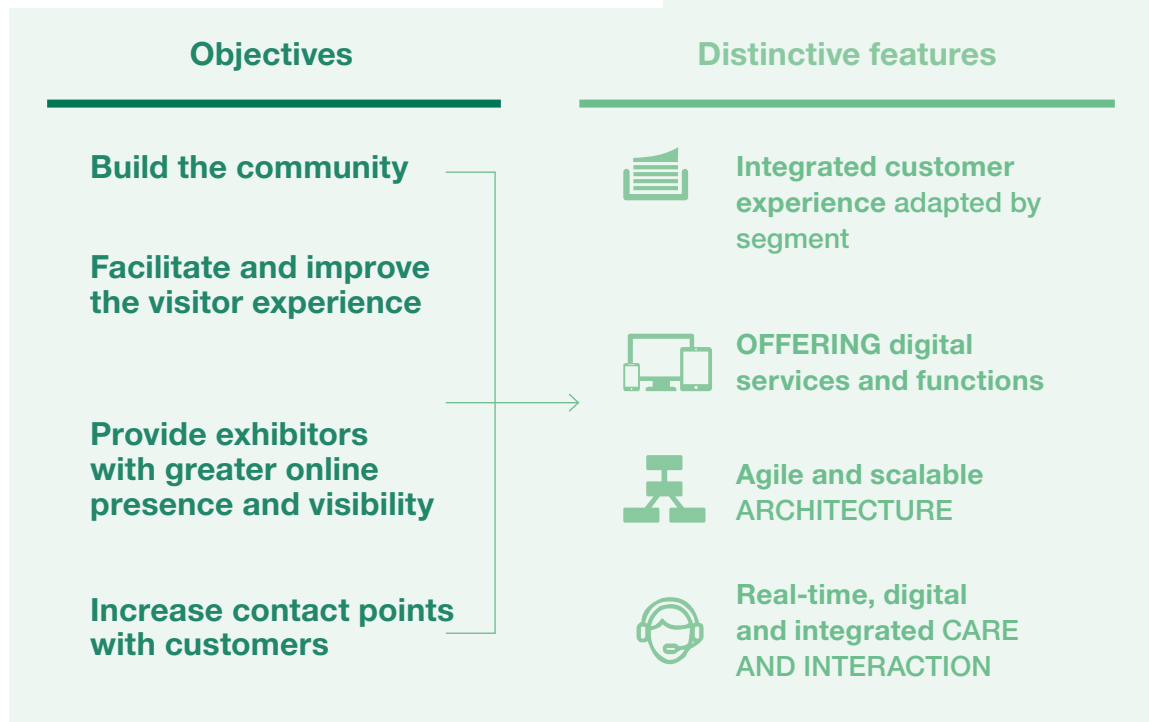 Objectives
Build the community
Facilitate and improve
the visitor experience
Provide exhibitors
with greater online
presence and visibility
Increase contact points
with customers
Distinctive features
Integrated customer
experience adapted by
segment
OFFERING digital
services and functions
Agile and scalable
ARCHITECTURE
Real-time, digital
and integrated CARE
AND INTERACTION